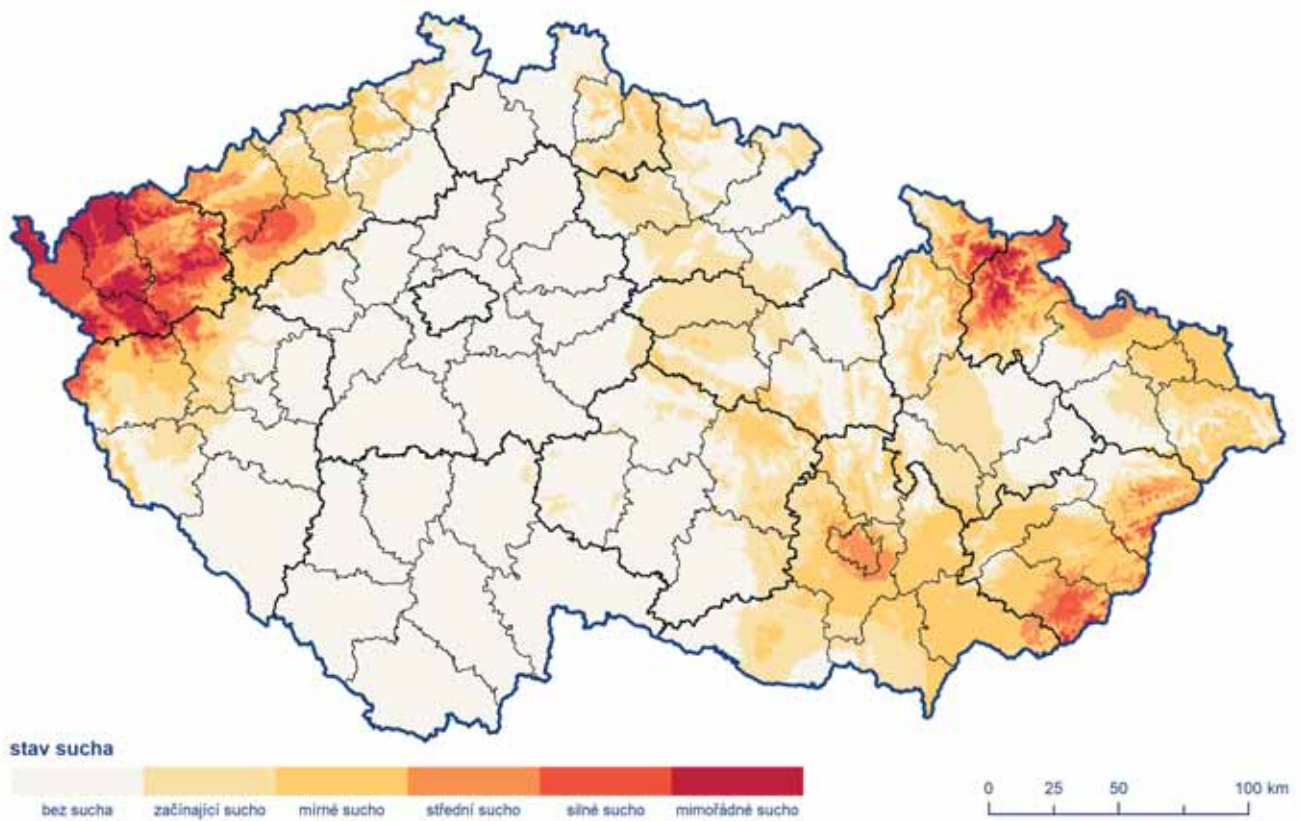 stav sucha
bez sucha začínající sucho mírné sucho střední sucho silné sucho mimořádné sucho
0 25 50 100 km